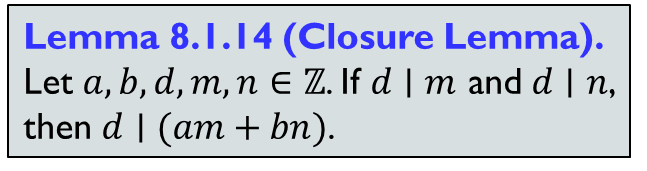 Lemma 8.1.14 (Closure Lemma).
Let 𝑎, 𝑏, 𝑑, 𝑚, 𝑛 ∈ ℤ. If 𝑑 ∣ 𝑚 and 𝑑 ∣ 𝑛,
then 𝑑 ∣ (𝑎𝑚 + 𝑏𝑛).